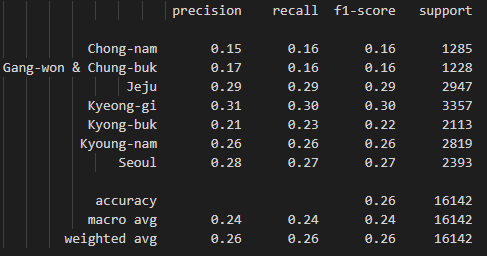 precision recall f1-score support
Chong-nam 0.15 0.16 0.16 1285
Gang-won & Chung-buk 0.17 0.16 0.16 1228
Jeju 0.29 0.29 0.29 2947
Kyeong-gi 0.31 0.30 0.30 3357
Kyong-buk 0.21 0.23 0.22 2113
Kyoung-nam 0.26 0.26 0.26 2819
Seoul 0.28 0.27 0.27 2393
accuracy 0.26 16142
macro avg 0.24 0.24 0.24 16142
weighted avg 0.26 0.26 0.26 16142